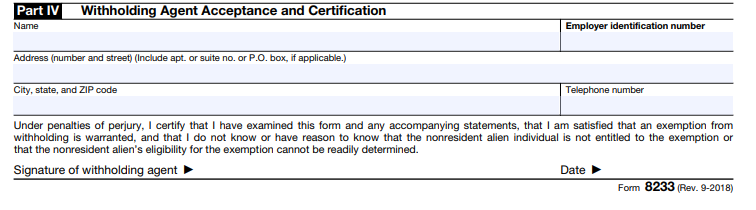 Part IV Withholding Agent Acceptance and Certification
Name Employer identification number
Address (number and street) (Include apt. or suite no. or P.O. box, if applicable.)
City, state, and ZIP code Telephone number
Under penalties of perjury, I certify that I have examined this form and any accompanying statements, that I am satisfied that an exemption from
withholding is warranted, and that I do not know or have reason to know that the nonresident alien individual is not entitled to the exemption or
that the nonresident alien's eligibility for the exemption cannot be readily determined.
Signature of withholding agent ▶ Date ▶
Form 8233 (Rev. 9-2018)